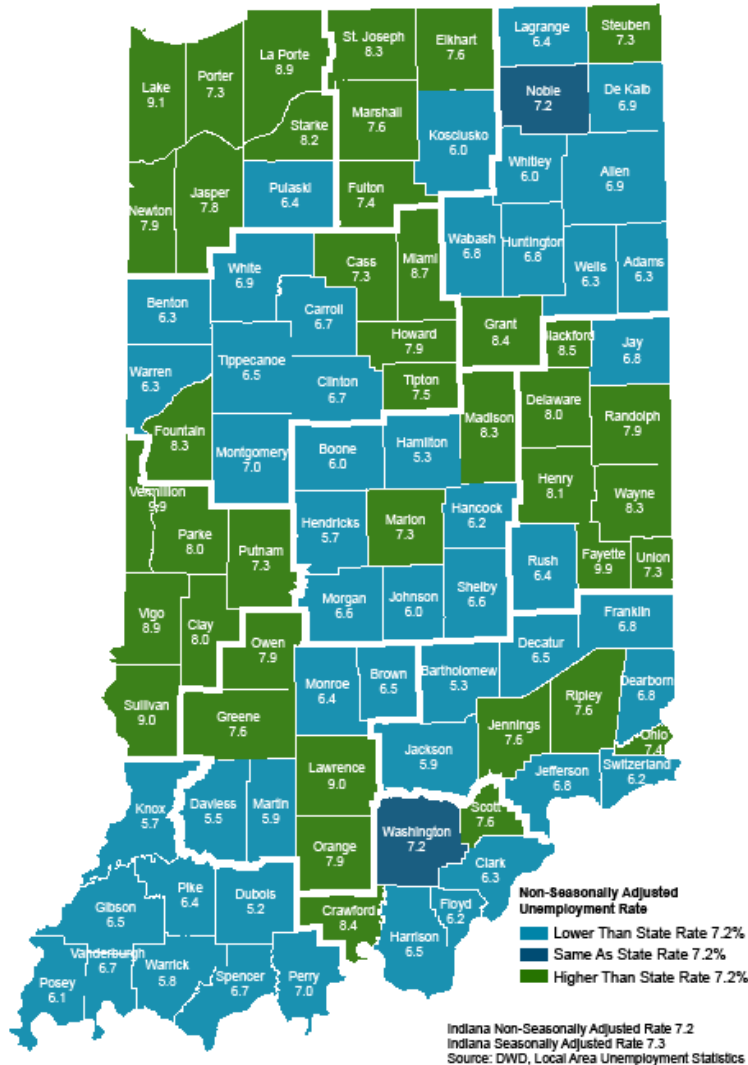 St. Joseph
8.3
Elkhart
7.6
Lagrange
6.4
Steuben
7.3
La Porte
8.9
Lake
9.1
Porter
7.3
Noble
7.2
De Kalb
6.9
Marshall
7.6
Starke
8.2
Kosciusko
6.0
Whitley
6.0
Allen
6.9
Pulaski
6.4
Fulton
7.4
Jasper
7.8
Newton
7.9
Wabash
6.8
Huntington
6.8
Wells
6.3
Adams
6.3
White
6.9
Cass
7.3
Miami
8.7
Benton
6.3
Carroll
6.7
Howard
7.9
Grant
8.4
Blackford
8.5
Jay
6.8
Warren
6.3
Tippecanoe
6.5
Clinton
6.7
Tipton
7.5
Madison
8.3
Delaware
8.0
Randolph
7.9
Fountain
8.3
Montgomery
7.0
Boone
6.0
Hamilton
5.3
Henry
8.1
Wayne
8.3
Vermillion
9.9
Parke
8.0
Putnam
7.3
Hendricks
5.7
Marion
7.3
Hancock
6.2
Rush
6.4
Fayette
9.9
Union
7.3
Vigo
8.9
Clay
8.0
Morgan
6.6
Johnson
6.0
Shelby
6.6
Franklin
6.8
Owen
7.9
Decatur
6.5
Sullivan
9.0
Greene
7.6
Monroe
6.4
Brown
6.5
Bartholomew
5.3
Dearborn
6.8
Jennings
7.6
Ripley
7.6
Ohio
7.4
Jackson
5.9
Jefferson
6.8
Switzerland
6.2
Lawrence
9.0
Knox
5.7
Daviess
5.5
Martin
5.9
Scott
7.6
Washington
7.2
Orange
7.9
Clark
6.3
Gibson
6.5
Pike
6.4
Dubois
5.2
Crawford
8.4
Floyd
6.2
Harrison
6.5
Posey
6.1
Vanderburgh
6.7
Warrick
5.8
Spencer
6.7
Perry
7.0
Non-Seasonally Adjusted
Unemployment Rate
Lower Than State Rate 7.2%
Same As State Rate 7.2%
Higher Than State Rate 7.2%
Indiana Non-Seasonally Adjusted Rate 7.2
Indiana Seasonally Adjusted Rate 7.3
Source: DWD, Local Area Unemployment Statistics